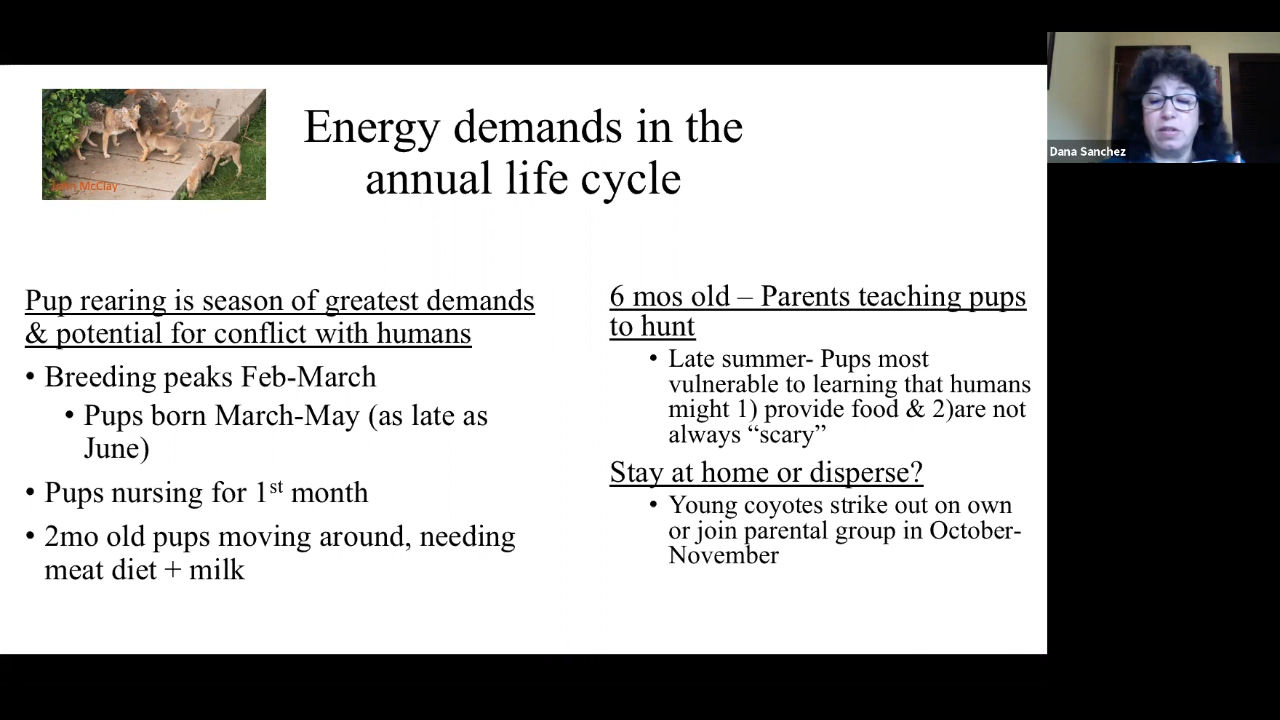 Energy demands in the
annual life cycle
McClay
Dana Sanchez
Pup rearing is season of greatest demands
& potential for conflict with humans
• Breeding peaks Feb-March
• Pups born March-May (as late as
June)
• Pups nursing for 1st month
• 2mo old pups moving around, needing
meat diet + milk
6 mos old – Parents teaching pups
to hunt
• Late summer- Pups most
vulnerable to learning that humans
might 1) provide food & 2)are not
always “scary”
Stay at home or disperse?
• Young coyotes strike out on own
or join parental group in October-
November